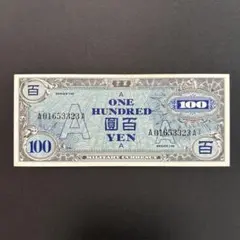 百
A
ONE
HUNDRED
100
A
A01653323A
A01653323A
百圓
YEN
A
100
百
MILITARY CURRENCY